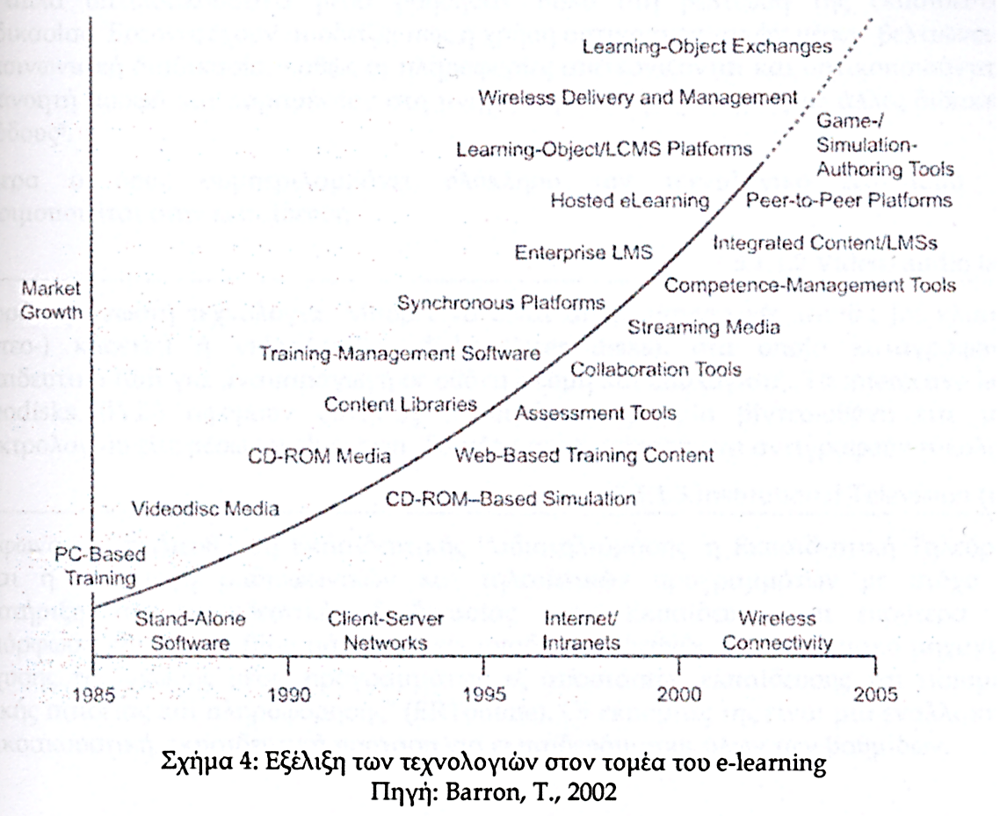 Learning-Object Exchanges
Wireless Delivery and Management
Game-/
Simulation-
Authoring Tools
Learning-Object/LCMS Platforms
Hosted eLearning
Peer-to-Peer Platforms
Integrated Content/LMSs
Enterprise LMS
Competence-Management Tools
Market
Growth
Synchronous Platforms
Streaming Media
Training-Management Software
Collaboration Tools
Content Libraries
Assessment Tools
CD-ROM Media
Web-Based Training Content
CD-ROM–Based Simulation
Videodisc Media
PC-Based
Training
Stand-Alone
Software
Client-Server
Networks
Internet/
Intranets
Wireless
Connectivity
1985 1990 1995 2000 2005
Σχήμα 4: Εξέλιξη των τεχνολογιών στον τομέα του e-learning
Πηγή: Barron, T., 2002